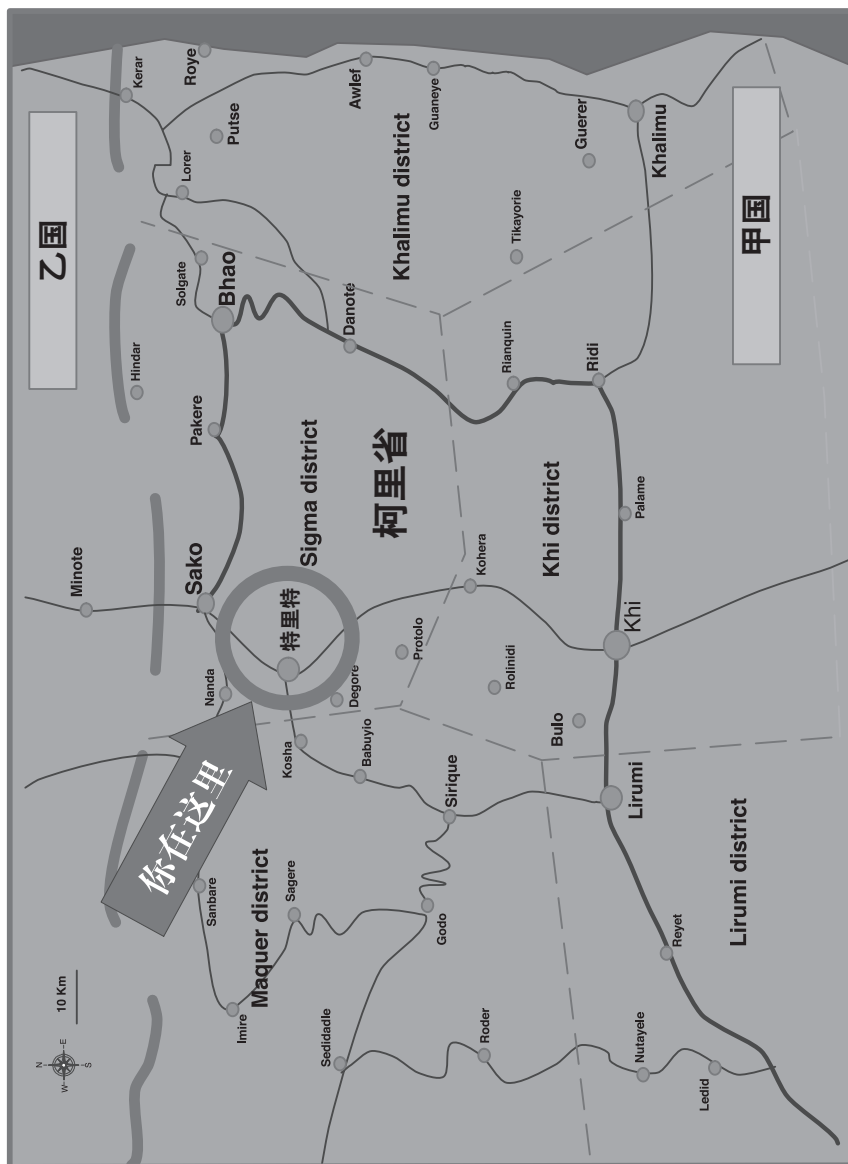 N
W
E
S
10 Km
乙国
Minote
Hindar
Kerar
你在这里
Sanbare
Nanda
Sako
Pakere
Solgate
Lorer
Roye
Imire
Maquer district
Bhao
Putse
Sagere
Kosha
特里特
Sigma district
Sedidadle
Babuyio
Degore
Danote
Awlef
柯里省
Khalimu district
Protolo
Guaneye
Godo
Sirique
Kohera
Roder
Rolinidi
Rianquin
Tikayorie
Khi district
Bulo
Ridi
Guerer
Nutayele
Lirumi
Khi
Palame
Khalimu
Reyet
Ledid
Lirumi district
甲国